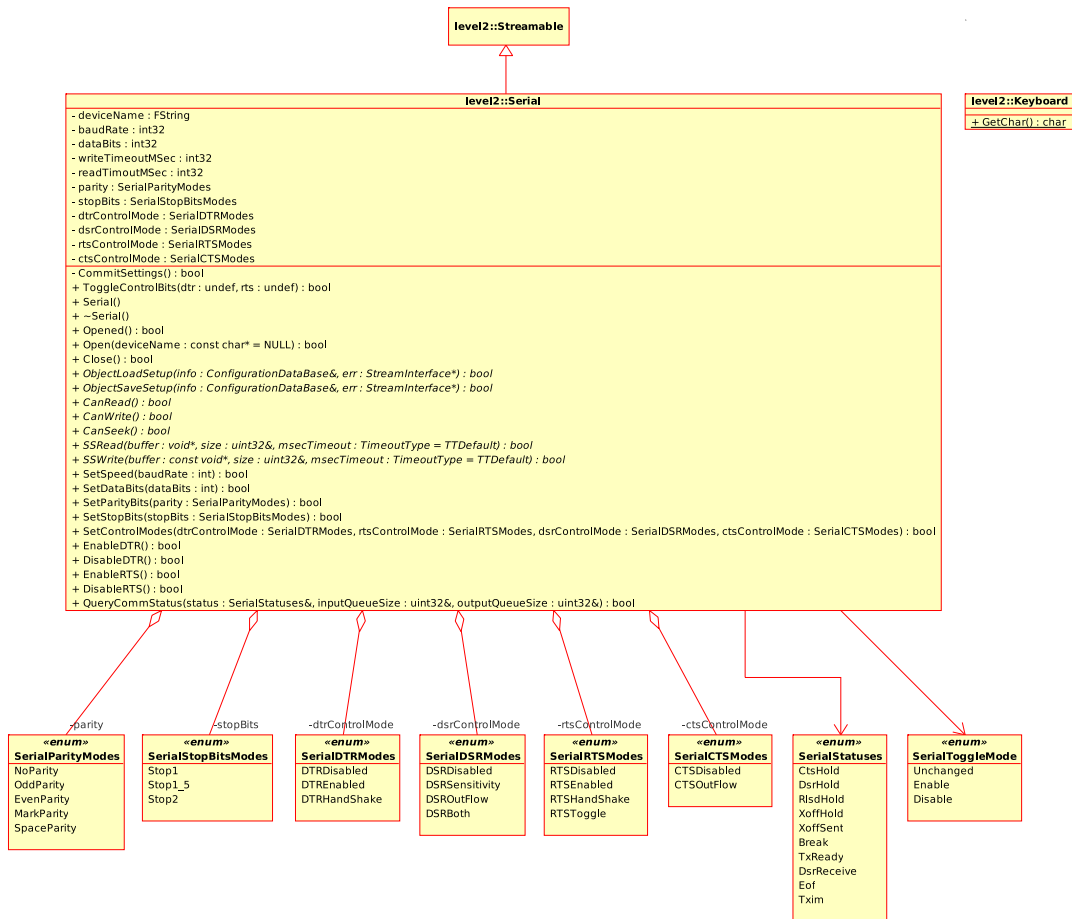 level2::Streamable
level2::Serial
- deviceName : FString
- baudRate : int32
- dataBits : int32
- writeTimeoutMSec : int32
- readTimoutMSec : int32
- parity : SerialParityModes
- stopBits : SerialStopBitsModes
- dtrControlMode : SerialDTRModes
- dsrControlMode : SerialDSRModes
- rtsControlMode : SerialRTSModes
- ctsControlMode : SerialCTSModes
- CommitSettings() : bool
+ ToggleControlBits(dtr : undef, rts : undef) : bool
+ Serial()
+ ~Serial()
+ Opened() : bool
+ Open(deviceName : const char* = NULL) : bool
+ Close() : bool
+ ObjectLoadSetup(info : ConfigurationDataBase&, err : StreamInterface*) : bool
+ ObjectSaveSetup(info : ConfigurationDataBase&, err : StreamInterface*) : bool
+ CanRead() : bool
+ CanWrite() : bool
+ CanSeek() : bool
+ SSRead(buffer : void*, size : uint32&, msecTimeout : TimeoutType = TTDefault) : bool
+ SSWrite(buffer : const void*, size : uint32&, msecTimeout : TimeoutType = TTDefault) : bool
+ SetSpeed(baudRate : int) : bool
+ SetDataBits(dataBits : int) : bool
+ SetParityBits(parity : SerialParityModes) : bool
+ SetStopBits(stopBits : SerialStopBitsModes) : bool
+ SetControlModes(dtrControlMode : SerialDTRModes, rtsControlMode : SerialRTSModes, dsrControlMode : SerialDSRModes, ctsControlMode : SerialCTSModes) : bool
+ EnableDTR() : bool
+ DisableDTR() : bool
+ EnableRTS() : bool
+ DisableRTS() : bool
+ QueryCommStatus(status : SerialStatuses&, inputQueueSize : uint32&, outputQueueSize : uint32&) : bool
level2::Keyboard
+ GetChar() : char
-parity
«enum»
SerialParityModes
NoParity
OddParity
EvenParity
MarkParity
SpaceParity
-stopBits
«enum»
SerialStopBitsModes
Stop1
Stop1_5
Stop2
-dtrControlMode
«enum»
SerialDTRModes
DTRDisabled
DTREnabled
DTRHandShake
-dsrControlMode
«enum»
SerialDSRModes
DSRDisabled
DSRSensitivity
DSROutFlow
DSRBoth
-rtsControlMode
«enum»
SerialRTSModes
RTSDisabled
RTSEnabled
RTSHandShake
RTSToggle
-ctsControlMode
«enum»
SerialCTSModes
CTSDisabled
CTSOutFlow
«enum»
SerialStatuses
CtsHold
DsrHold
RlsdHold
XoffHold
XoffSent
Break
TxReady
DsrReceive
Eof
Txim
«enum»
SerialToggleMode
Unchanged
Enable
Disable